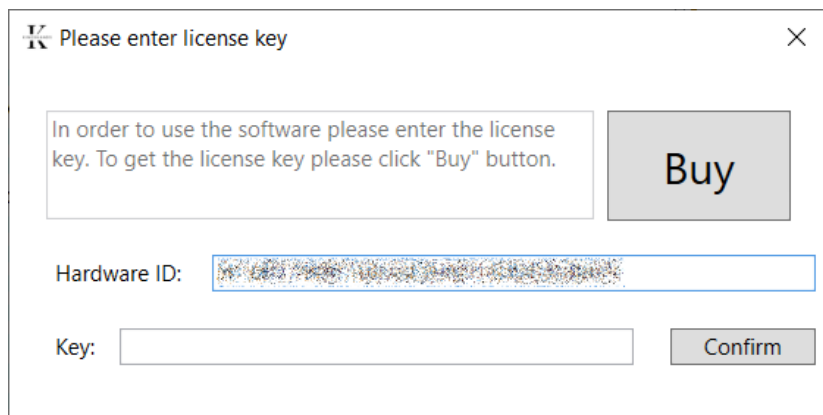 Please enter license key
In order to use the software please enter the license
key. To get the license key please click "Buy" button.
Buy
Hardware ID:
Key:
Confirm